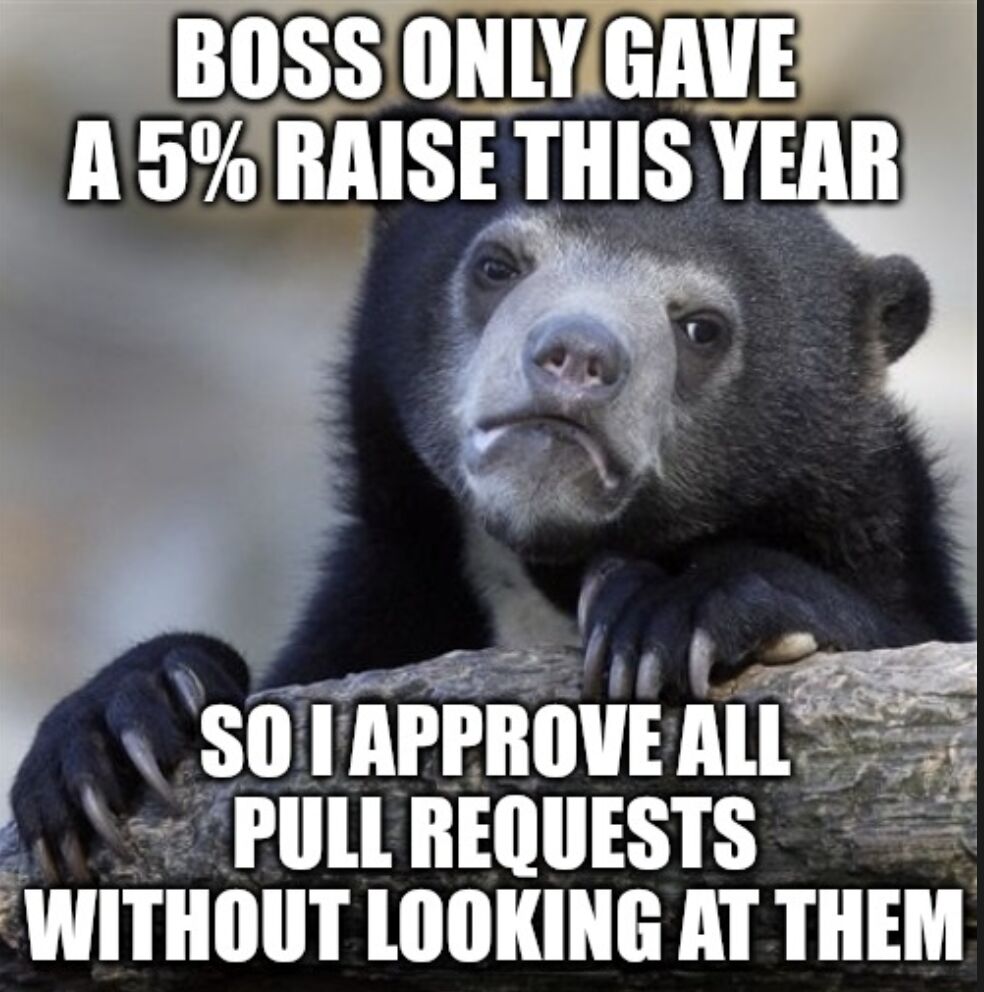 BOSS ONLY GAVE
A 5% RAISE THIS YEAR
SO I APPROVE ALL
PULL REQUESTS
WITHOUT LOOKING AT THEM